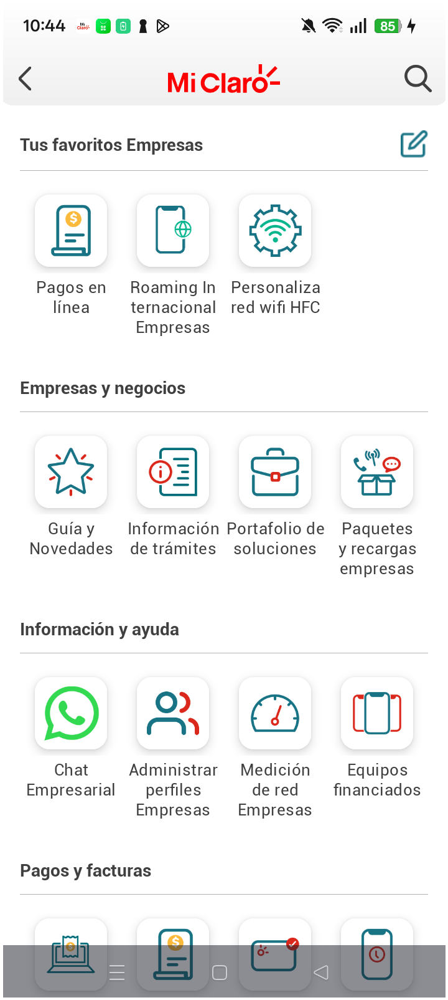 10:44
Mi Claro
85
Mi Claro
Tus favoritos Empresas
Pagos en
línea
Roaming In
ternacional
Empresas
Personaliza
red wifi HFC
Empresas y negocios
Guía y
Novedades
Información
de trámites
Portafolio de
soluciones
Paquetes
y recargas
empresas
Información y ayuda
Chat
Empresarial
Administrar
perfiles
Empresas
Medición
de red
Empresas
Equipos
financiados
Pagos y facturas